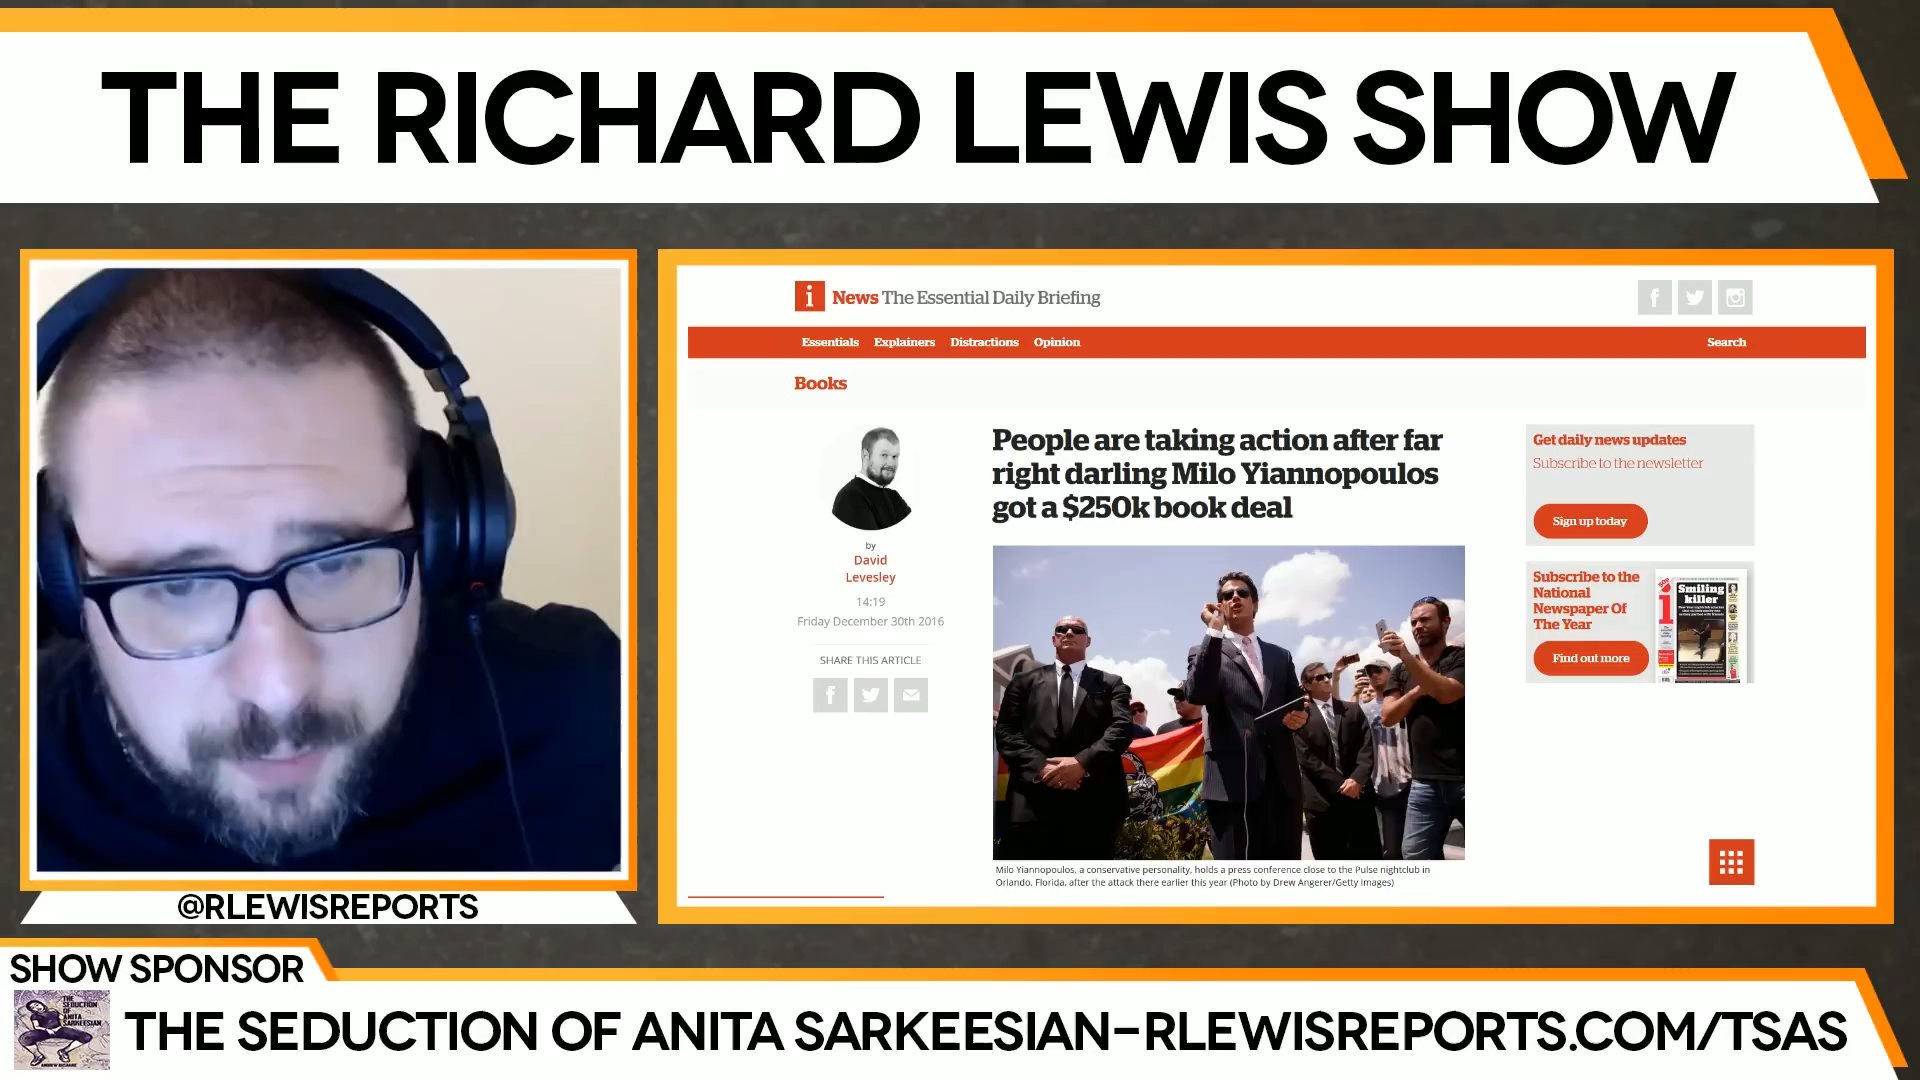 THE RICHARD LEWIS SHOW
i News The Essential Daily Briefing
Essentials Explainers Distractions Opinion Search
Books
People are taking action after far
right darling Milo Yiannopoulos
got a $250k book deal
by
David
Levesley
14:19
Friday December 30th 2016
SHARE THIS ARTICLE
Milo Yiannopoulos, a conservative personality, holds a press conference close to the Pulse nightclub in
Orlando, Florida, after the attack there earlier this year (Photo by Drew Angerer/Getty Images)
Get daily news updates
Subscribe to the newsletter
Sign up today
Subscribe to the
National
Newspaper Of
The Year
Find out more
Smiling
killer
@RLEWISREPORTS
SHOW SPONSOR
THE
SEDUCTION
OF
ANITA
SARKEESIAN
THE SEDUCTION OF ANITA SARKEESIAN-RLEWISREPORTS.COM/TSAS